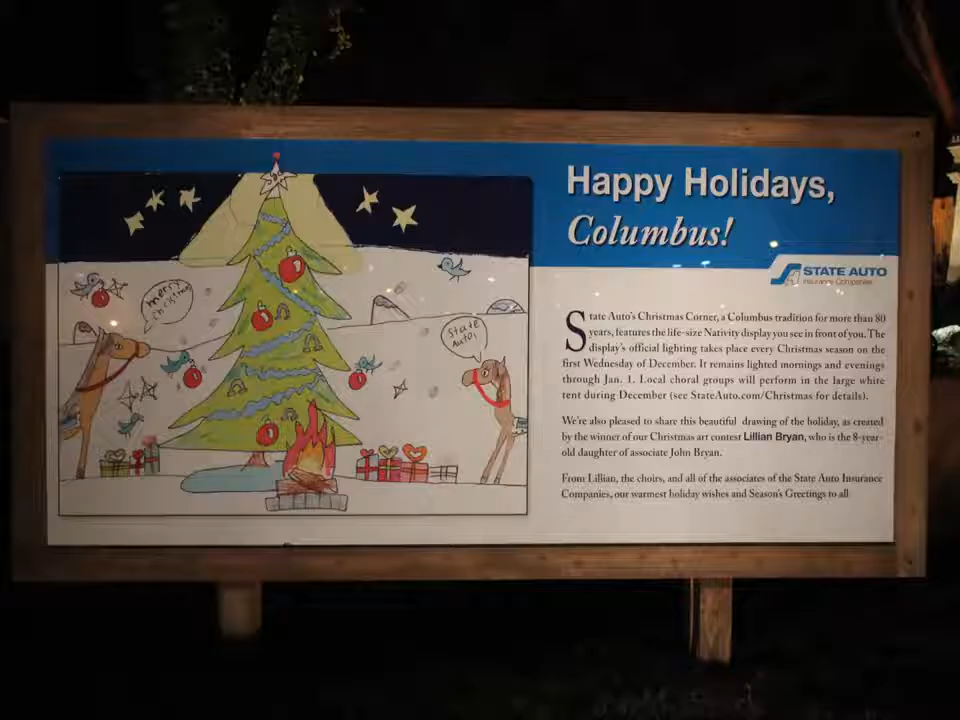 Happy Holidays,
Columbus!
STATE AUTO
Insurance Companies
merry
christmas
State
Auto!
State Auto's Christmas Corner, a Columbus tradition for more than 80
years, features the life-size Nativity display you see in front of you. The
display's official lighting takes place every Christmas season on the
first Wednesday of December. It remains lighted mornings and evenings
through Jan. 1. Local choral groups will perform in the large white
tent during December (see StateAuto.com/Christmas for details).
We're also pleased to share this beautiful drawing of the holiday, as created
by the winner of our Christmas art contest Lillian Bryan, who is the 8-year-
old daughter of associate John Bryan.
From Lillian, the choirs, and all of the associates of the State Auto Insurance
Companies, our warmest holiday wishes and Season's Greetings to all